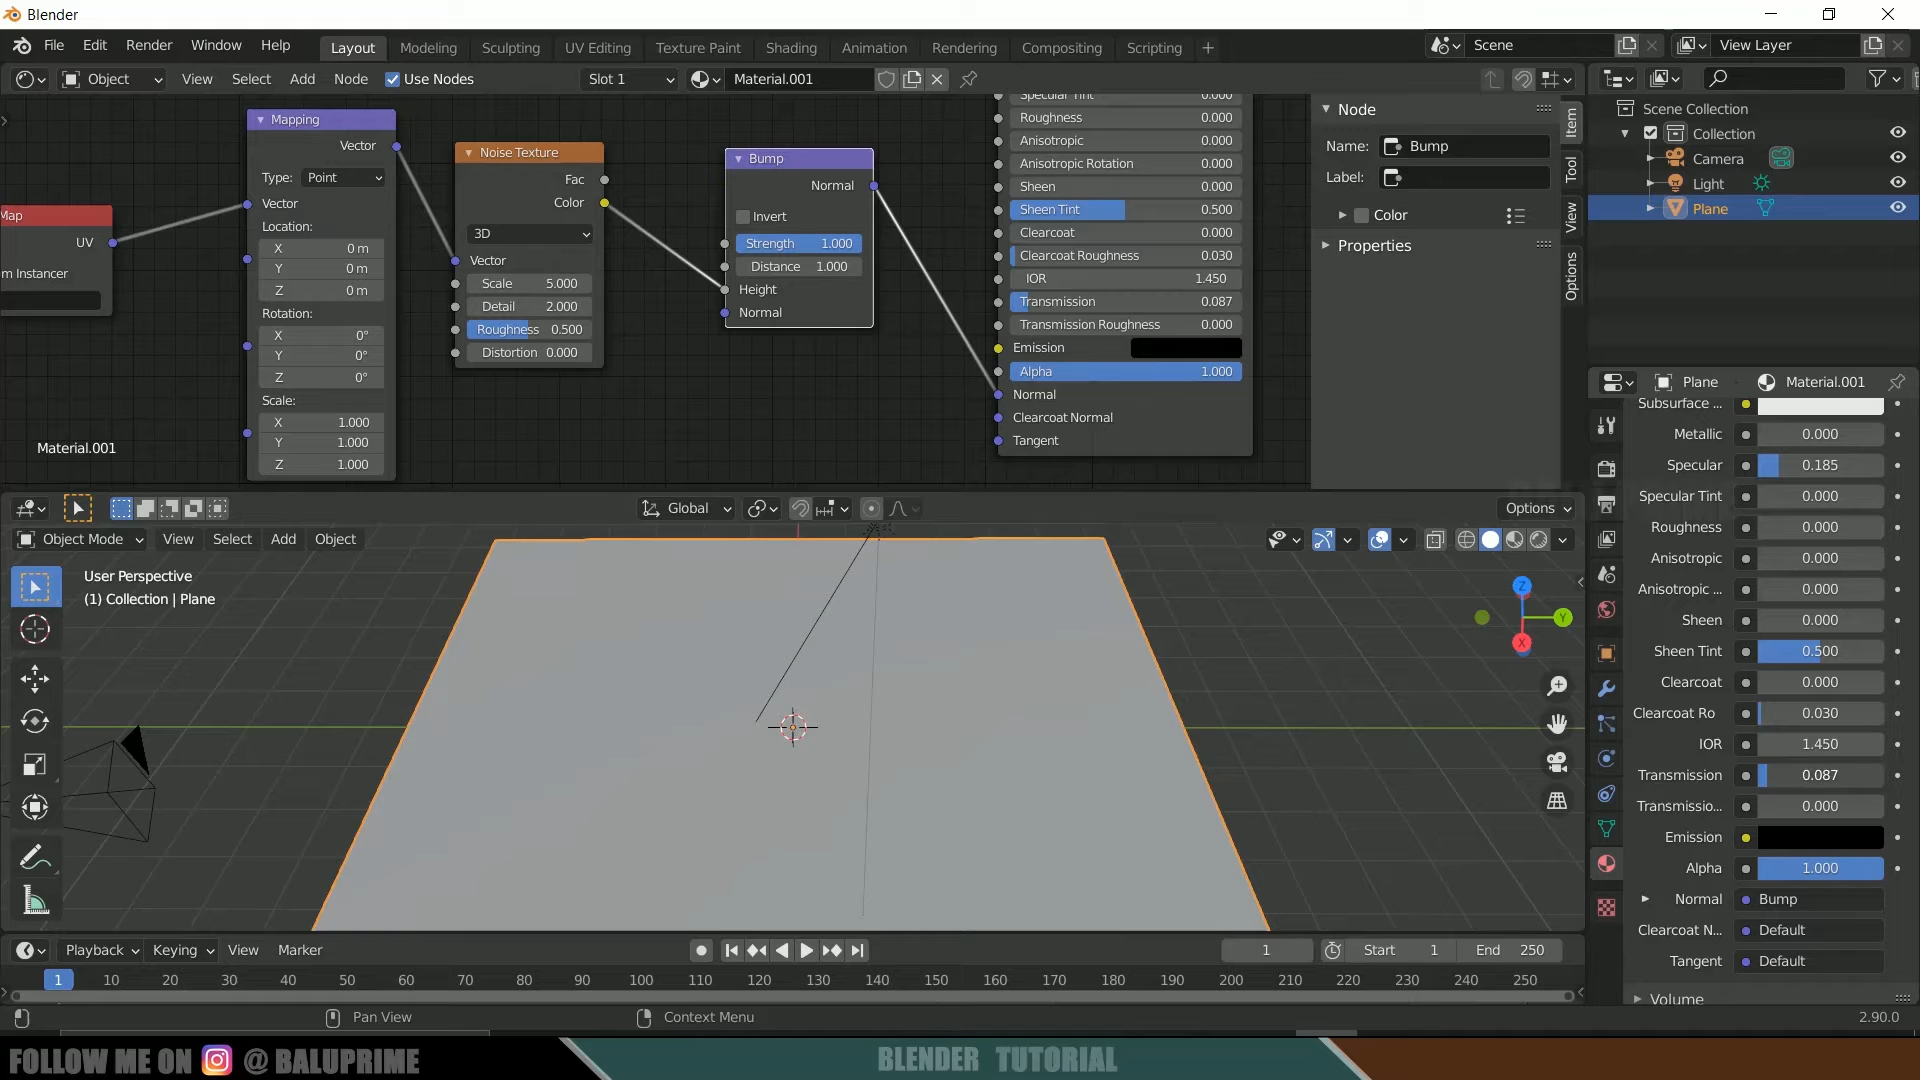 Blender
File Edit Render Window Help Layout Modeling Sculpting UV Editing Texture Paint Shading Animation Rendering Compositing Scripting + Scene View Layer
Object View Select Add Node Use Nodes Slot 1 Material.001
Mapping
Vector
Type: Point
Vector
Location:
X 0 m
Y 0 m
Z 0 m
Rotation:
X 0°
Y 0°
Z 0°
Scale:
X 1.000
Y 1.000
Z 1.000
Map
UV
m Instancer
Material.001
Noise Texture
Fac
Color
3D
Vector
Scale 5.000
Detail 2.000
Roughness 0.500
Distortion 0.000
Bump
Normal
Invert
Strength 1.000
Distance 1.000
Height
Normal
Specular Tint 0.000
Roughness 0.000
Anisotropic 0.000
Anisotropic Rotation 0.000
Sheen 0.000
Sheen Tint 0.500
Clearcoat 0.000
Clearcoat Roughness 0.030
IOR 1.450
Transmission 0.087
Transmission Roughness 0.000
Emission
Alpha 1.000
Normal
Clearcoat Normal
Tangent
Node
Name: Bump
Label:
Color
Properties
Item
Tool
View
Options
Scene Collection
Collection
Camera
Light
Plane
Plane Material.001
Subsurface ...
Metallic 0.000
Specular 0.185
Specular Tint 0.000
Roughness 0.000
Anisotropic 0.000
Anisotropic ... 0.000
Sheen 0.000
Sheen Tint 0.500
Clearcoat 0.000
Clearcoat Ro 0.030
IOR 1.450
Transmission 0.087
Transmissio... 0.000
Emission
Alpha 1.000
Normal Bump
Clearcoat N... Default
Tangent Default
Volume
Global Options
Object Mode View Select Add Object
User Perspective
(1) Collection | Plane
Z
Y
X
Playback Keying View Marker 1 Start 1 End 250
1 10 20 30 40 50 60 70 80 90 100 110 120 130 140 150 160 170 180 190 200 210 220 230 240 250
Pan View Context Menu 2.90.0
FOLLOW ME ON @ BALUPRIME BLENDER TUTORIAL